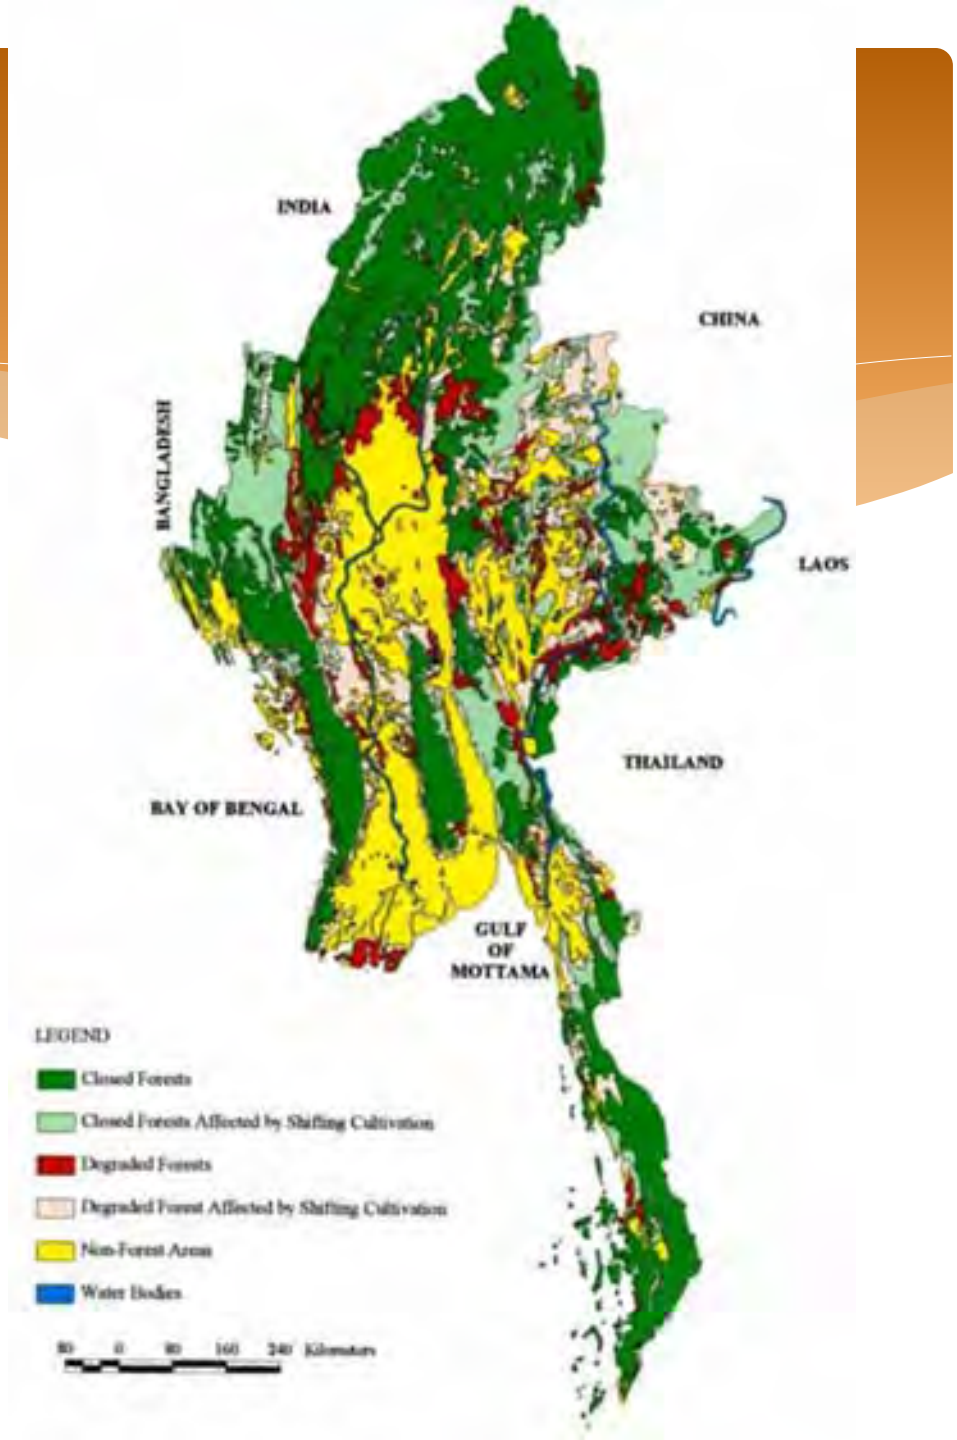 INDIA
CHINA
BANGLADESH
LAOS
THAILAND
BAY OF BENGAL
GULF
OF
MOTTAMA
LEGEND
Closed Forests
Closed Forests Affected by Shifting Cultivation
Degraded Forests
Degraded Forest Affected by Shifting Cultivation
Non-Forest Areas
Water Bodies
80 0 80 160 240 Kilometers